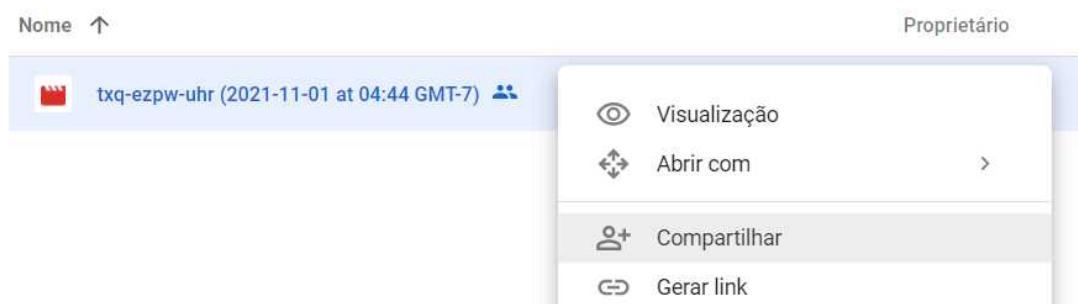 Nome Proprietário
txq-ezpw-uhr (2021-11-01 at 04:44 GMT-7)
Visualização
Abrir com
Compartilhar
Gerar link